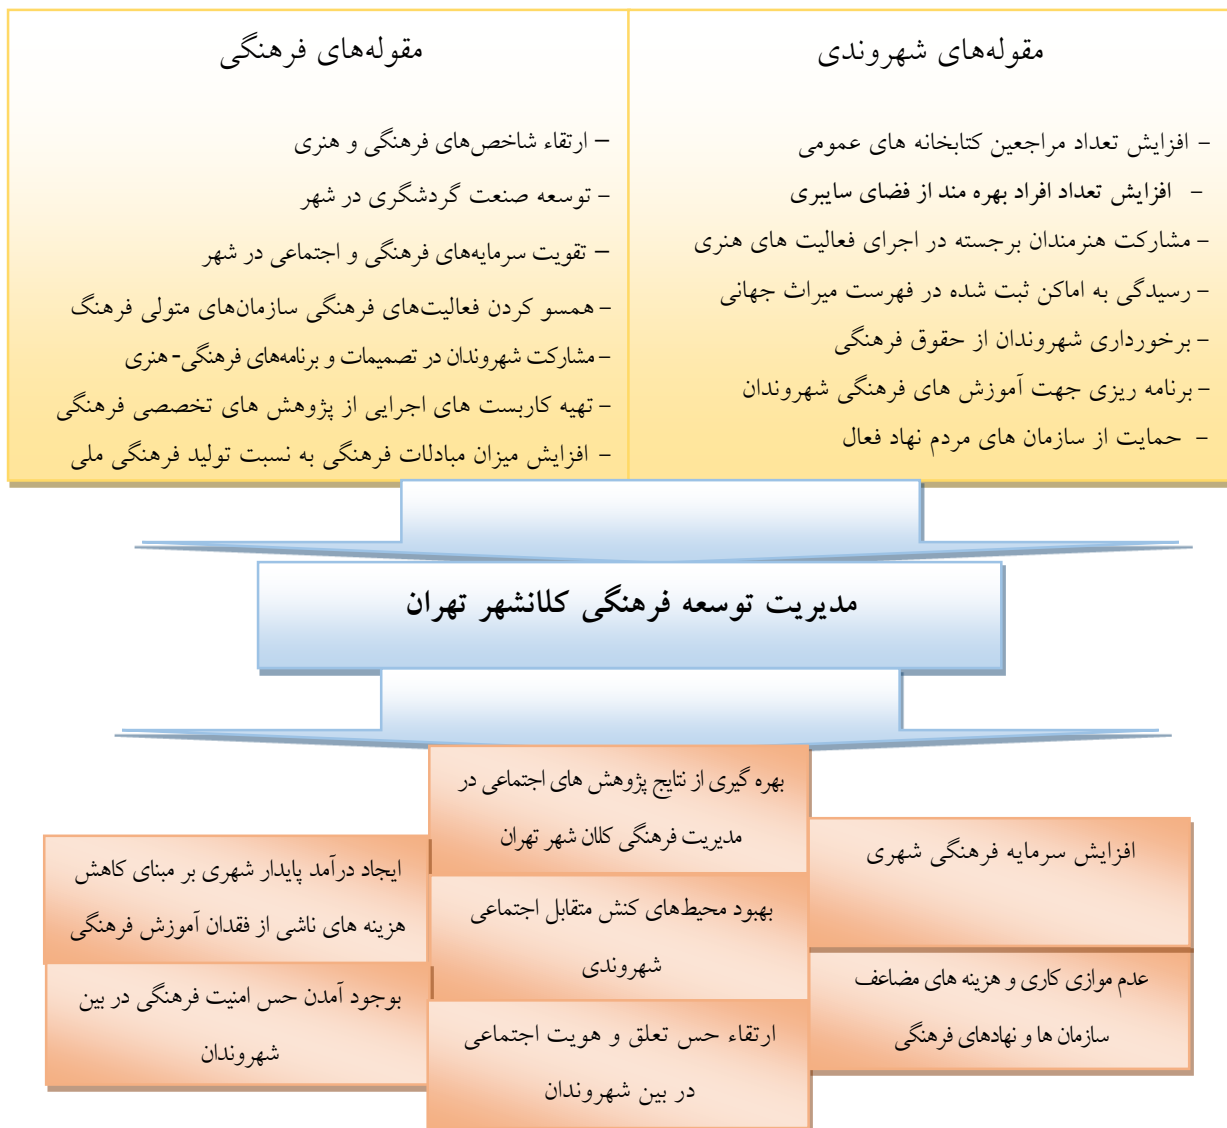 مقوله‌های شهروندی
– افزایش تعداد مراجعین کتابخانه های عمومی
– افزایش تعداد افراد بهره مند از فضای سایبری
– مشارکت هنرمندان برجسته در اجرای فعالیت های هنری
– رسیدگی به اماکن ثبت شده در فهرست میراث جهانی
– برخورداری شهروندان از حقوق فرهنگی
– برنامه ریزی جهت آموزش های فرهنگی شهروندان
– حمایت از سازمان های مردم نهاد فعال
مقوله‌های فرهنگی
– ارتقاء شاخص‌های فرهنگی و هنری
– توسعه صنعت گردشگری در شهر
– تقویت سرمایه‌های فرهنگی و اجتماعی در شهر
– همسو کردن فعالیت‌های فرهنگی سازمان‌های متولی فرهنگ
– مشارکت شهروندان در تصمیمات و برنامه‌های فرهنگی- هنری
– تهیه کاربست های اجرایی از پژوهش های تخصصی فرهنگی
– افزایش میزان مبادلات فرهنگی به نسبت تولید فرهنگی ملی
مدیریت توسعه فرهنگی کلانشهر تهران
افزایش سرمایه فرهنگی شهری
عدم موازی کاری و هزینه های مضاعف
سازمان ها و نهادهای فرهنگی
بهره گیری از نتایج پژوهش های اجتماعی در
مدیریت فرهنگی کلان شهر تهران
بهبود محیط‌های کنش متقابل اجتماعی
شهروندی
ارتقاء حس تعلق و هویت اجتماعی
در بین شهروندان
ایجاد درآمد پایدار شهری بر مبنای کاهش
هزینه های ناشی از فقدان آموزش فرهنگی
بوجود آمدن حس امنیت فرهنگی در بین
شهروندان